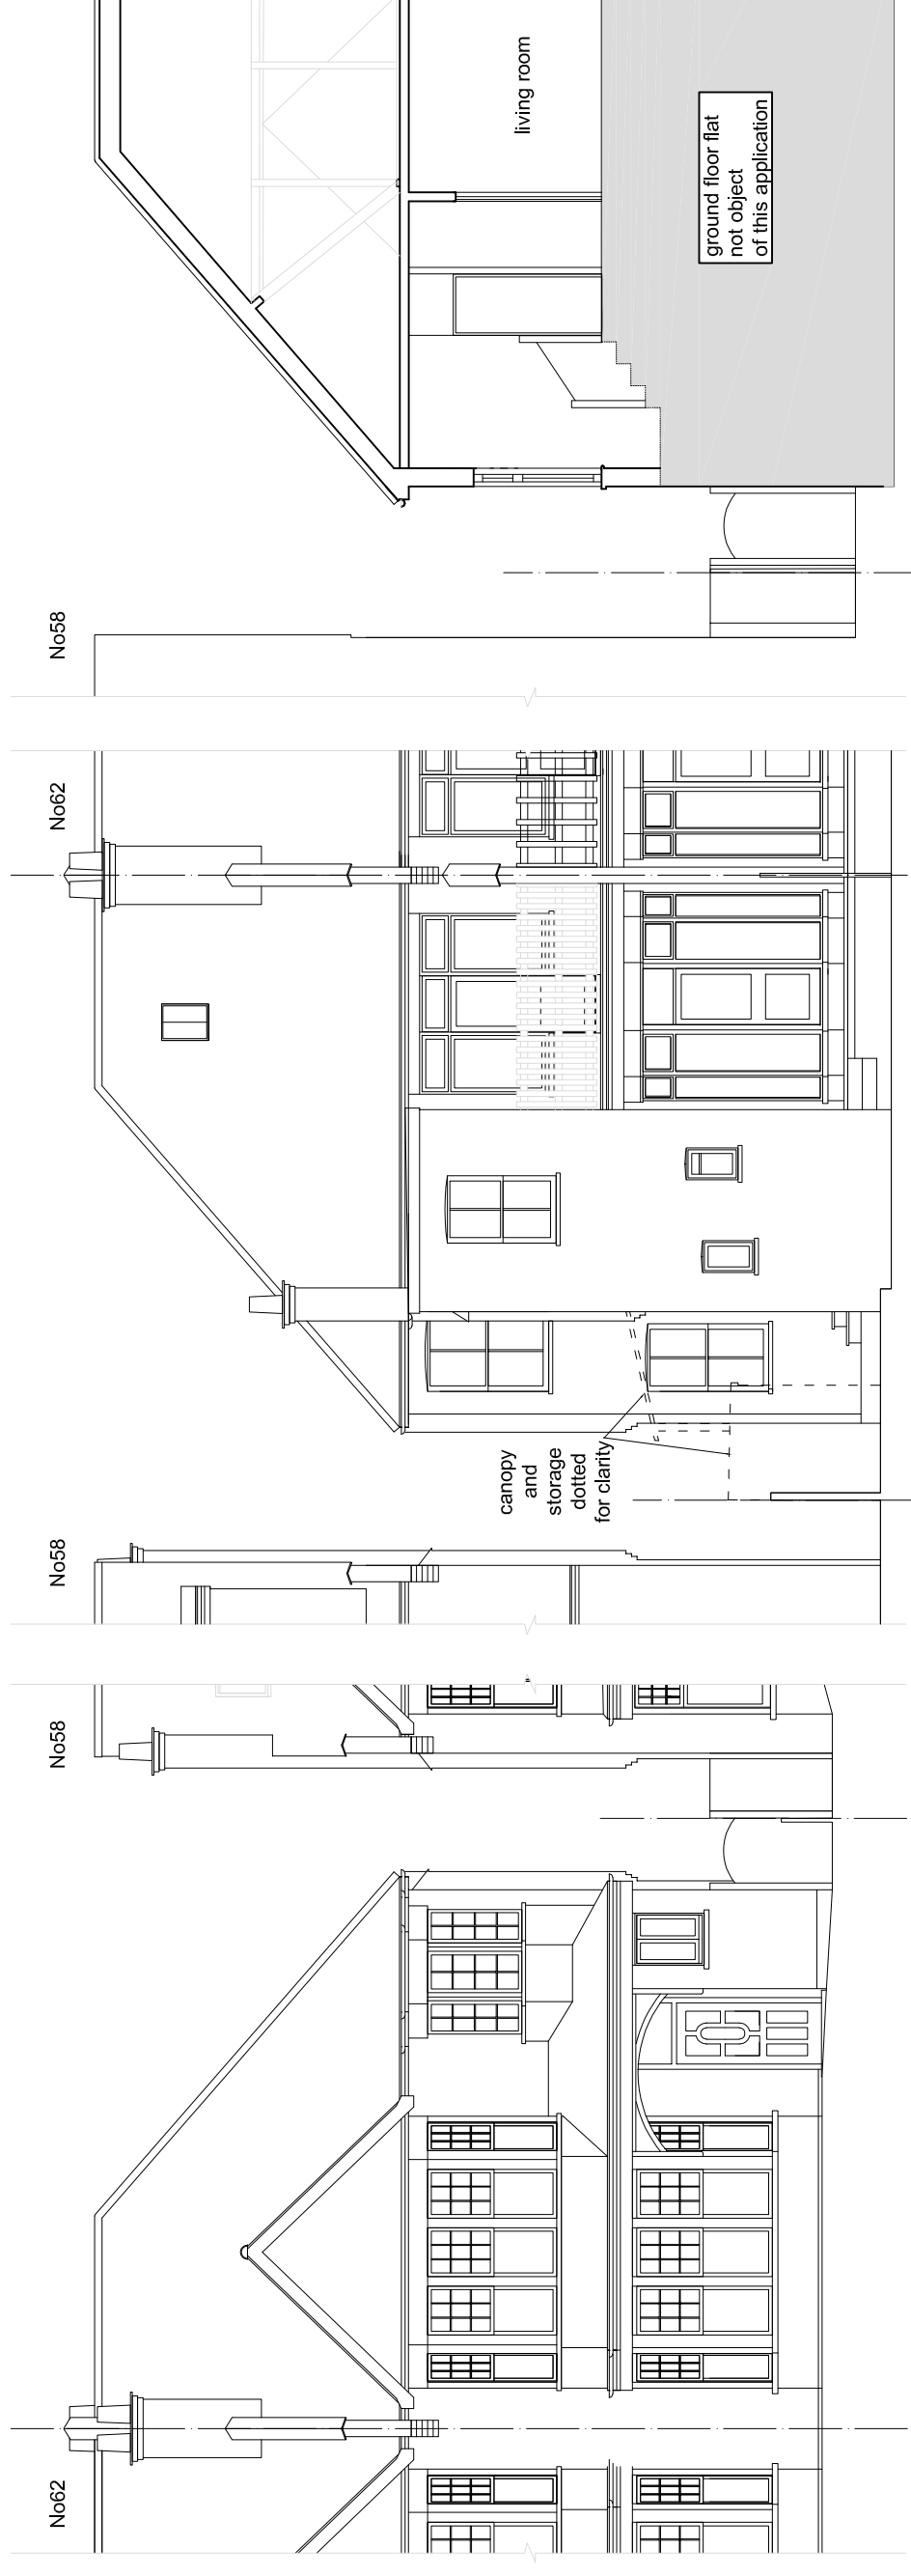 No62
No58
No58
canopy
and
storage
dotted
for clarity
No62
No58
living room
ground floor flat
not object
of this application